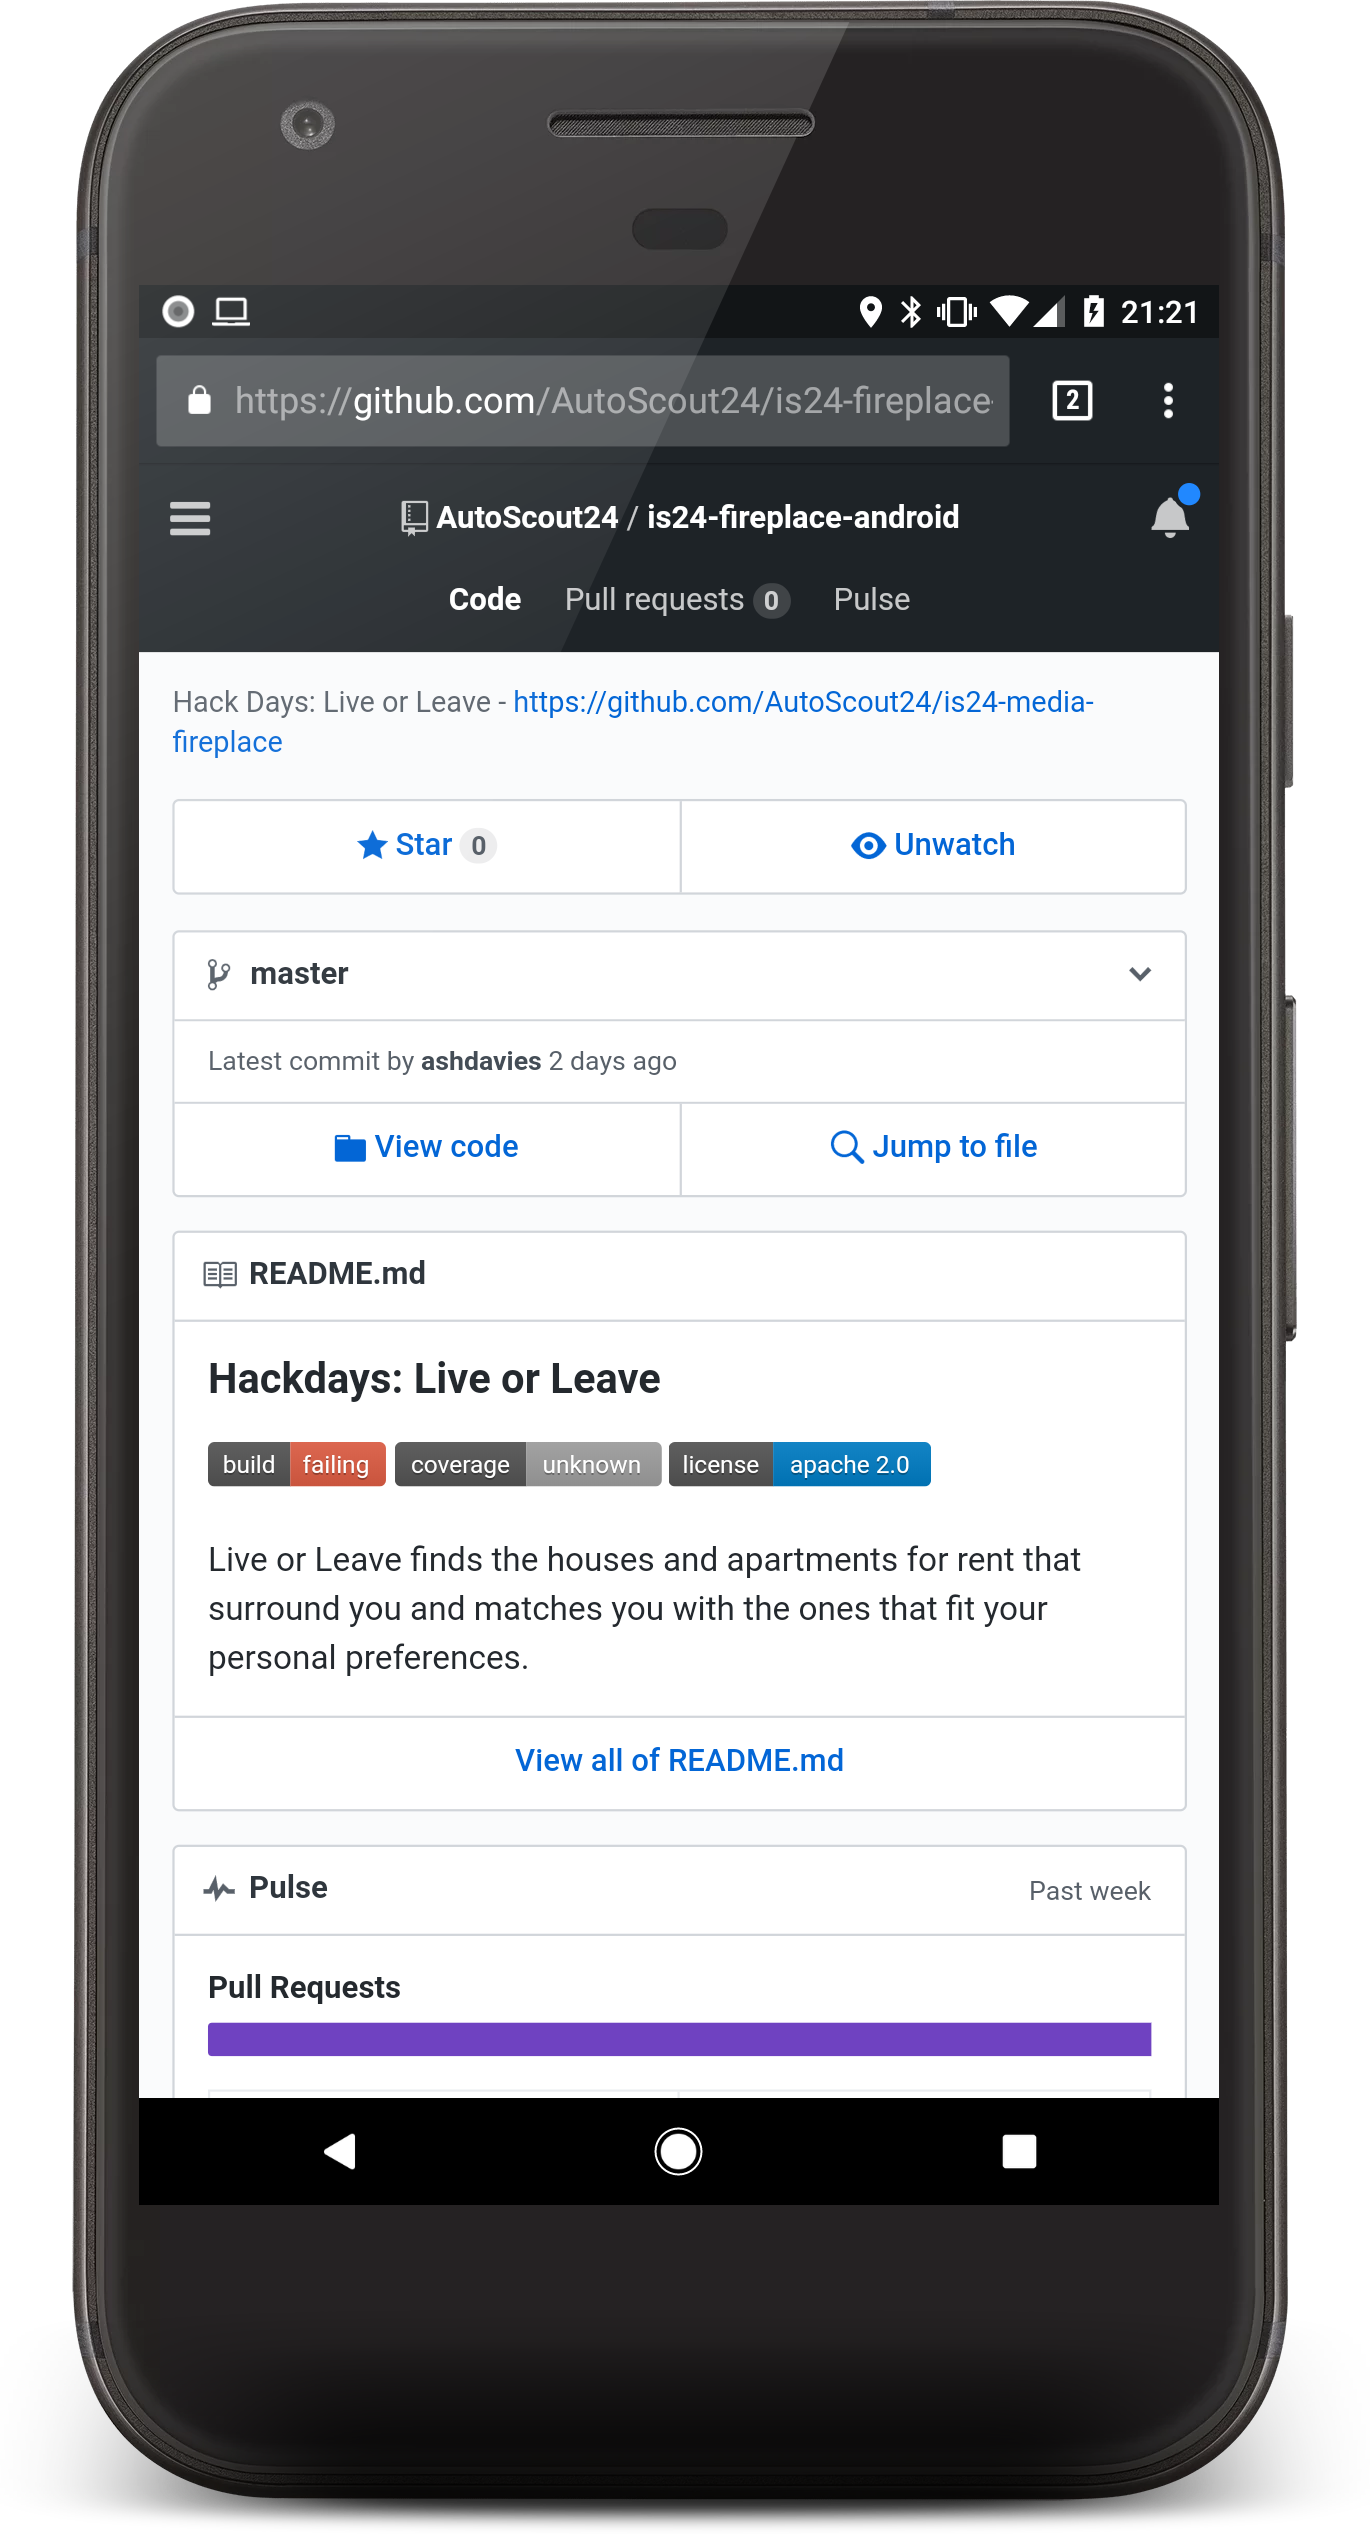 21:21
https://github.com/AutoScout24/is24-fireplace-
2
AutoScout24 / is24-fireplace-android
Code Pull requests 0 Pulse
Hack Days: Live or Leave - https://github.com/AutoScout24/is24-media-
fireplace
Star 0 Unwatch
master
Latest commit by ashdavies 2 days ago
View code Jump to file
README.md
Hackdays: Live or Leave
build failing coverage unknown license apache 2.0
Live or Leave finds the houses and apartments for rent that
surround you and matches you with the ones that fit your
personal preferences.
View all of README.md
Pulse Past week
Pull Requests